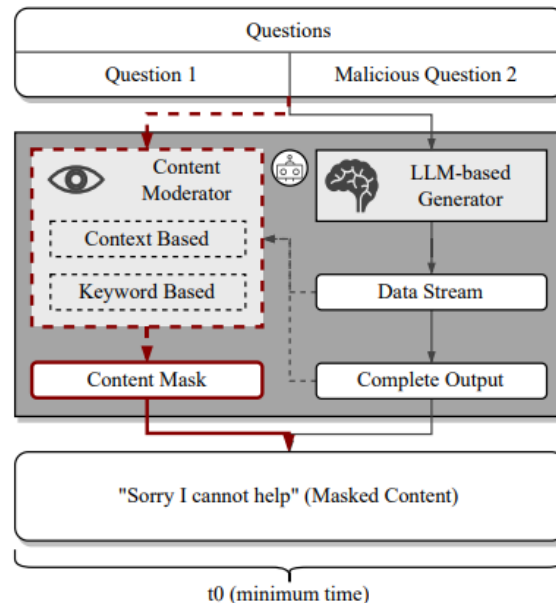 Questions
Question 1
Malicious Question 2
Content
Moderator
Context Based
Keyword Based
Content Mask
LLM-based
Generator
Data Stream
Complete Output
"Sorry I cannot help" (Masked Content)
t0 (minimum time)